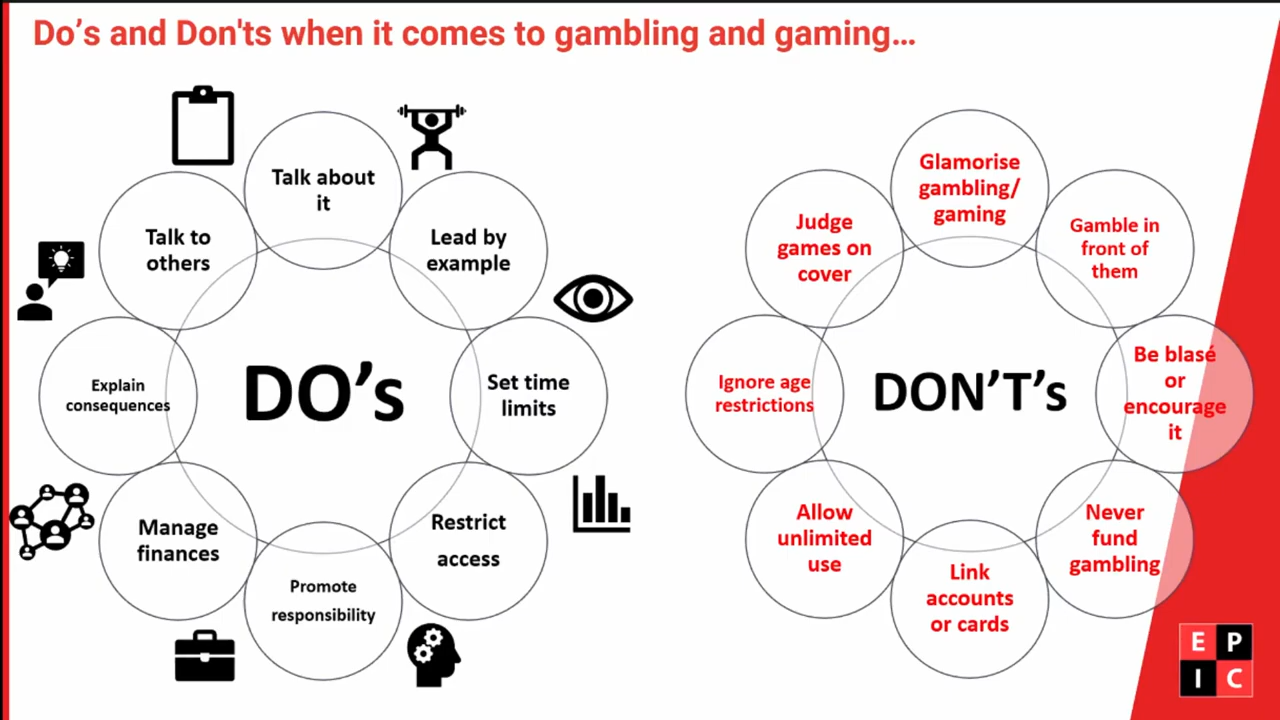 Do’s and Don'ts when it comes to gambling and gaming…
Talk about
it
Lead by
example
Set time
limits
Restrict
access
Promote
responsibility
Manage
finances
Explain
consequences
Talk to
others
DO’s
Glamorise
gambling/
gaming
Gamble in
front of
them
Be blasé
or
encourage
it
Never
fund
gambling
Link
accounts
or cards
Allow
unlimited
use
Ignore age
restrictions
Judge
games on
cover
DON’T’s
E P
I C